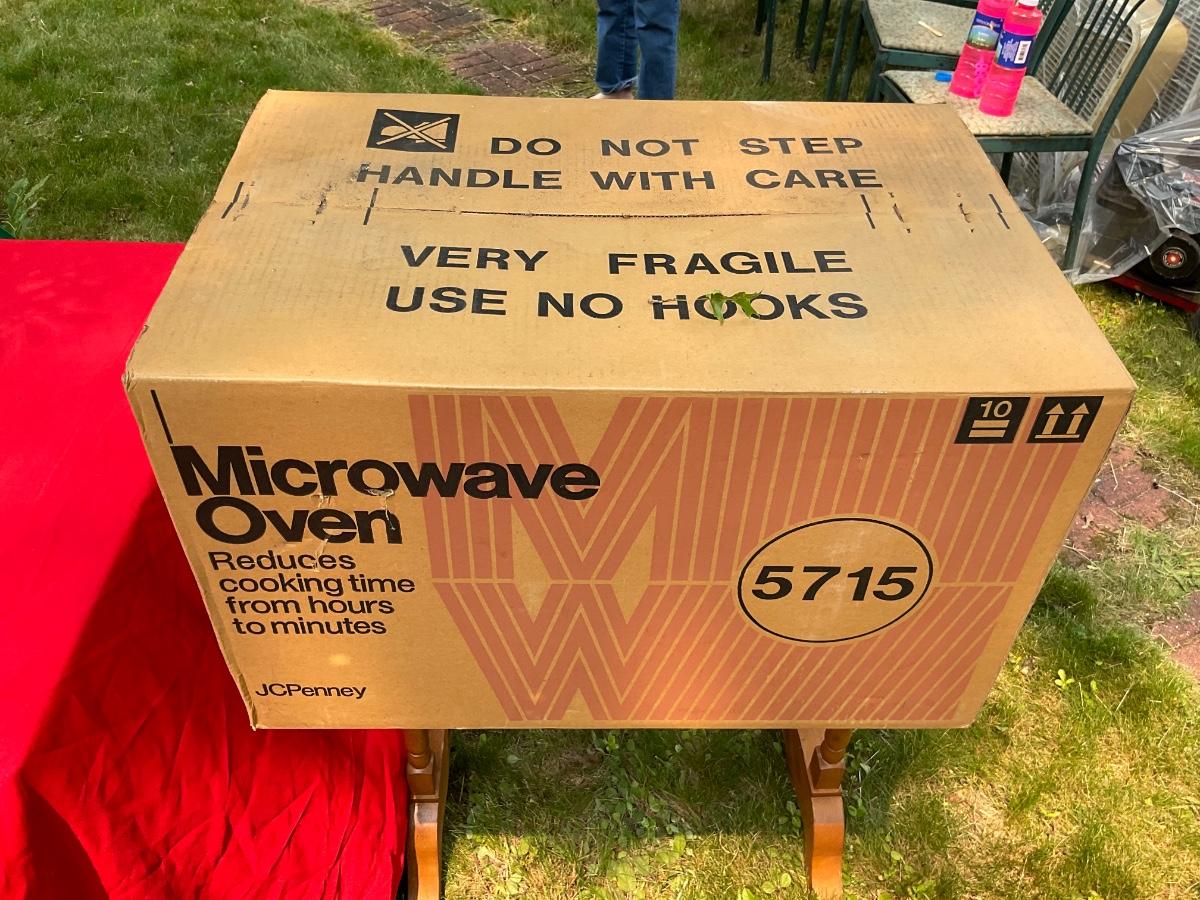 DO NOT STEP
HANDLE WITH CARE
VERY FRAGILE
USE NO HOOKS
10
Microwave
Oven
Reduces
cooking time
from hours
to minutes
5715
JCPenney